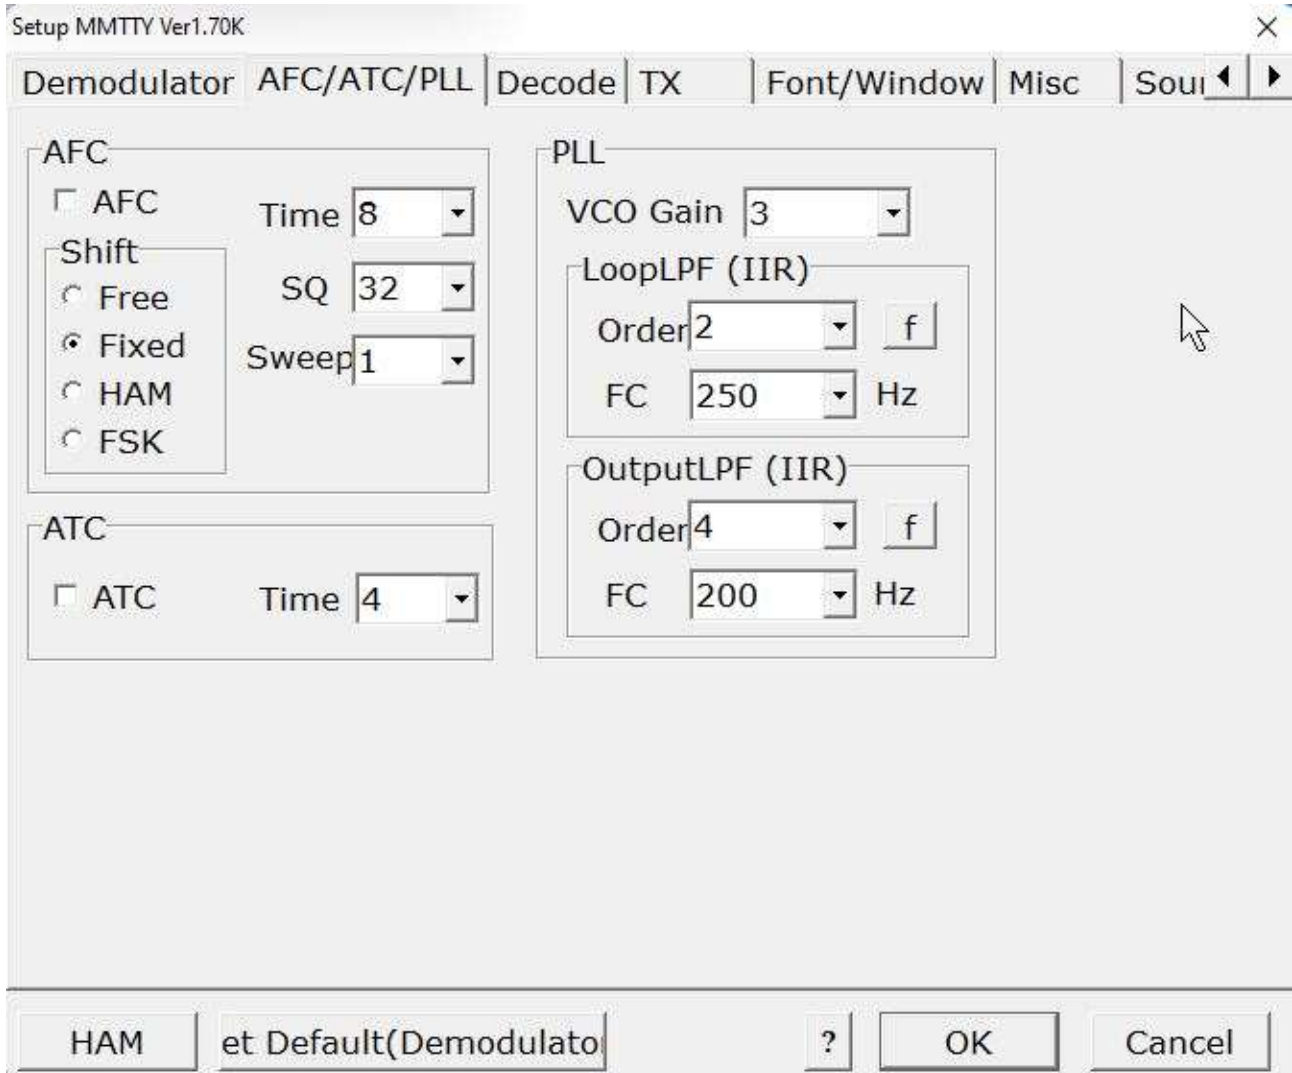 Setup MMTTY Ver1.70K
Demodulator AFC/ATC/PLL Decode TX Font/Window Misc Sou
AFC
AFC
Time 8
Shift
Free
Fixed
HAM
FSK
SQ 32
Sweep 1
ATC
ATC
Time 4
PLL
VCO Gain 3
LoopLPF (IIR)
Order 2 f
FC 250 Hz
OutputLPF (IIR)
Order 4 f
FC 200 Hz
HAM et Default(Demodulato ? OK Cancel